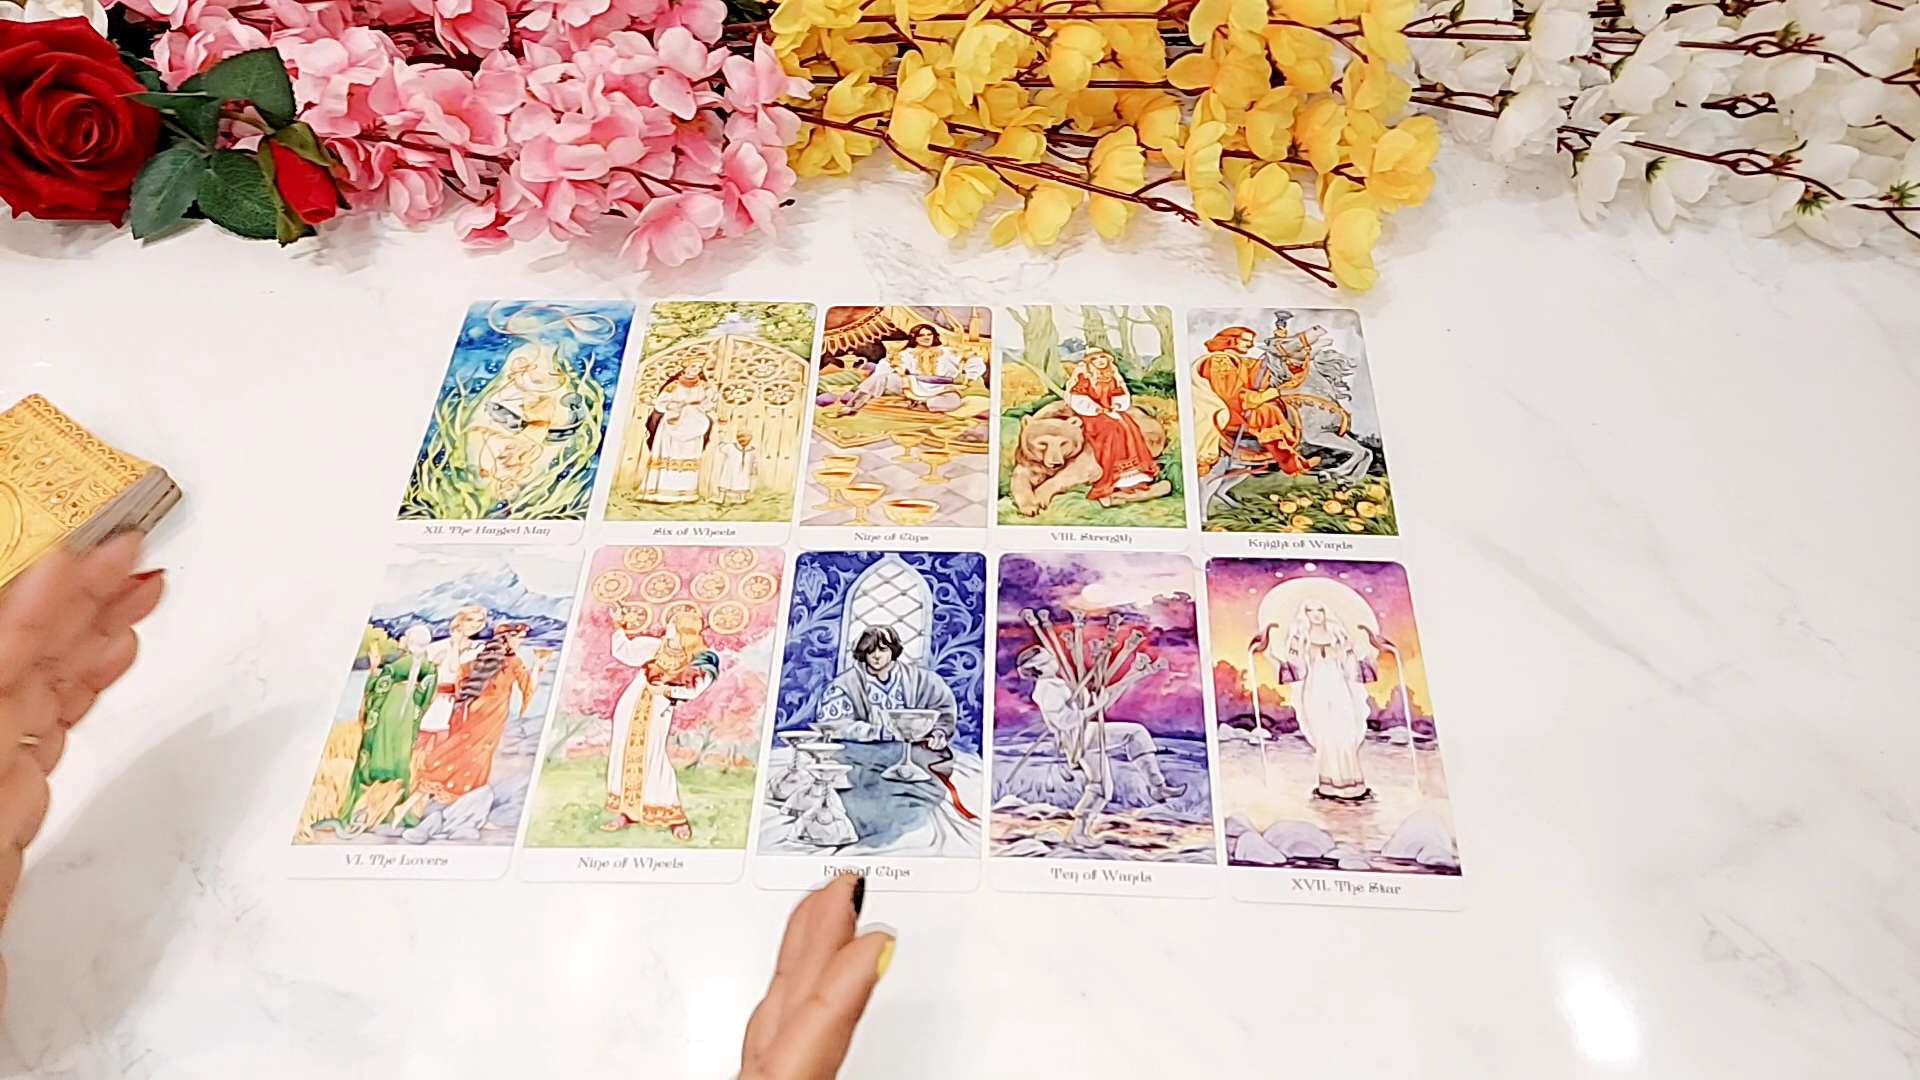 XII. The Hanged Man
Six of Wheels
Nine of Cups
VIII. Strength
Knight of Wands
VI. The Lovers
Nine of Wheels
Five of Cups
Ten of Wands
XVII. The Star